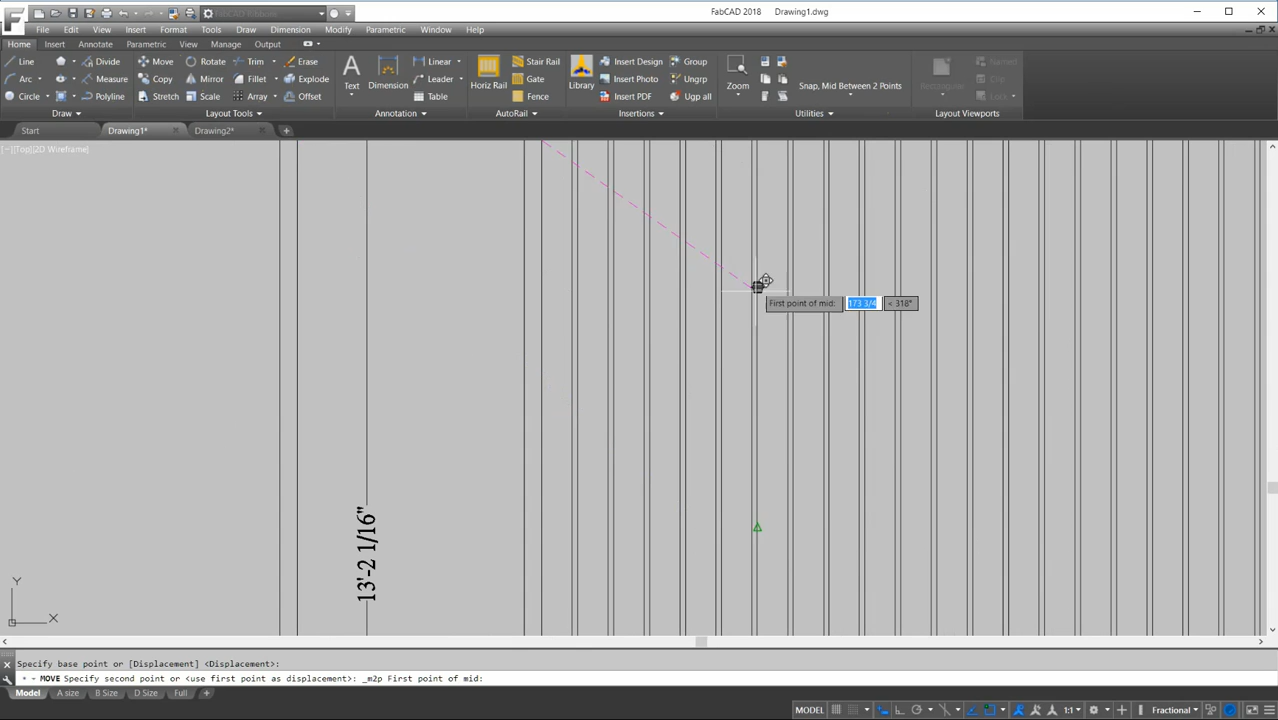 F
FabCAD 2018 Drawing1.dwg
File Edit View Insert Format Tools Draw Dimension Modify Parametric Window Help
Home Insert Annotate Parametric View Manage Output
Line Divide Move Rotate Trim Erase Linear Stair Rail Insert Design Group Named
Arc Measure Copy Mirror Fillet Explode Text Dimension Leader Horiz Rail Gate Library Insert Photo Ungrp Zoom Snap, Mid Between 2 Points Rectangular Clip
Circle Polyline Stretch Scale Array Offset Table Fence Insert PDF Ugp all Lock
Draw Layout Tools Annotation AutoRail Insertions Utilities Layout Viewports
Start Drawing1* Drawing2*
[−][Top][2D Wireframe]
First point of mid: 173 3/4 < 318°
13'-2 1/16"
Y
X
Specify base point or [Displacement] <Displacement>:
MOVE Specify second point or <use first point as displacement>: _m2p First point of mid:
Model A size B Size D Size Full
MODEL 1:1 Fractional